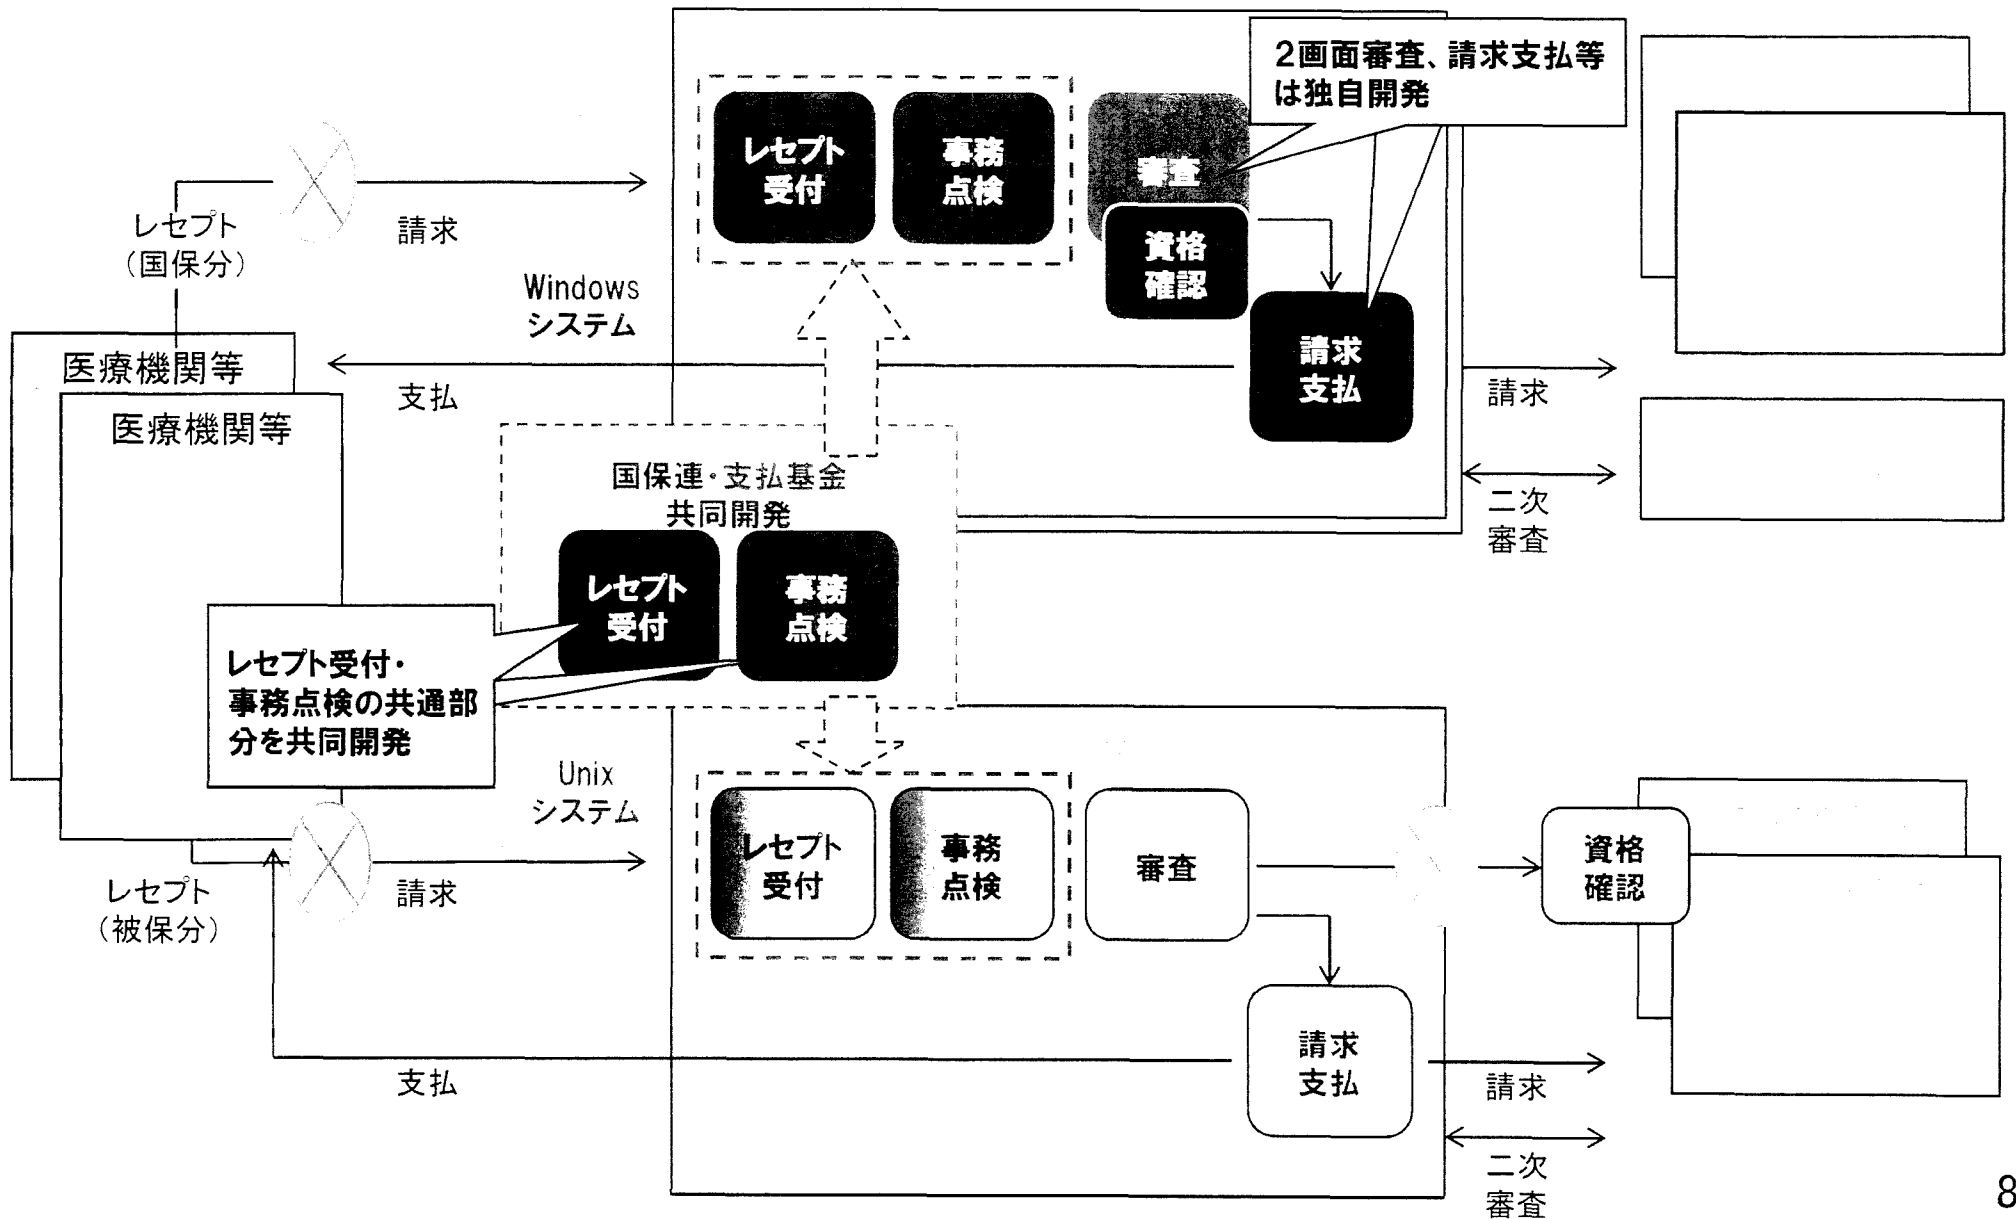 2画面審査、請求支払等
は独自開発
レセプト
受付
事務
点検
審査
資格
確認
請求
支払
レセプト
（国保分）
請求
Windows
システム
支払
請求
二次
審査
医療機関等
医療機関等
国保連・支払基金
共同開発
レセプト
受付
事務
点検
レセプト受付・
事務点検の共通部
分を共同開発
Unix
システム
レセプト
受付
事務
点検
審査
資格
確認
レセプト
（被保分）
請求
請求
支払
支払
請求
二次
審査
8